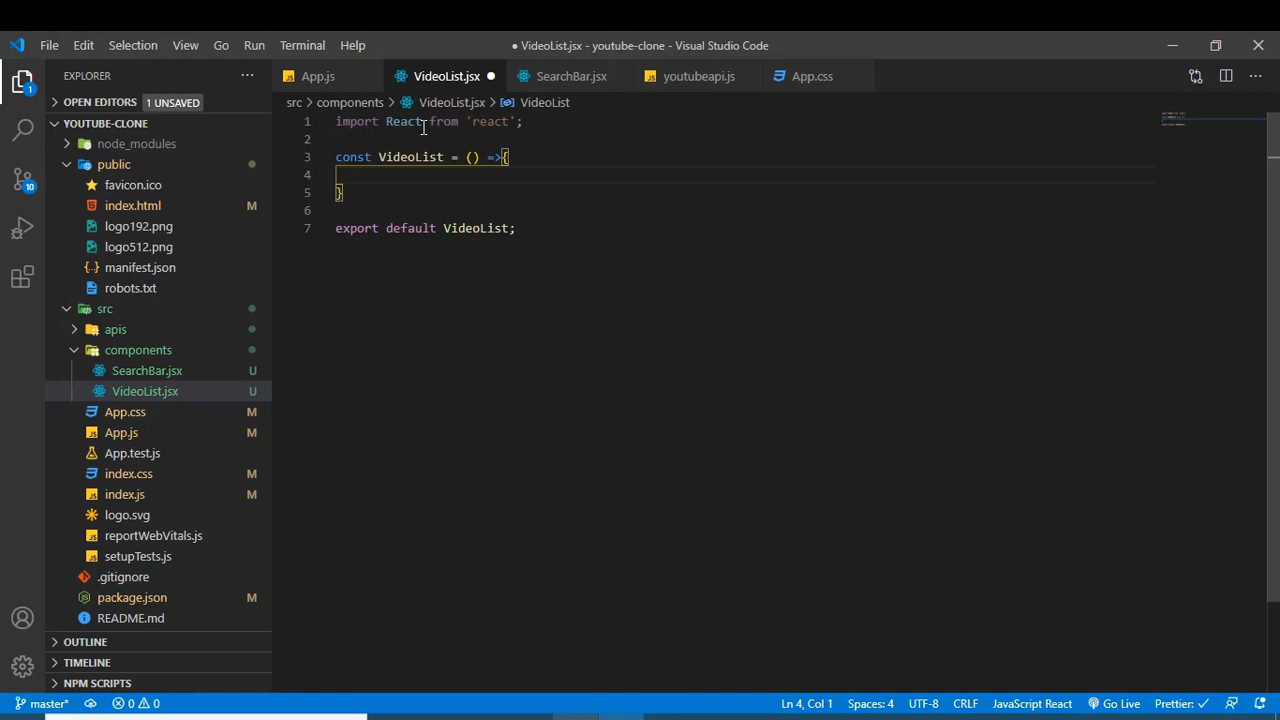 File Edit Selection View Go Run Terminal Help
● VideoList.jsx - youtube-clone - Visual Studio Code
EXPLORER
OPEN EDITORS 1 UNSAVED
YOUTUBE-CLONE
node_modules
public
favicon.ico
index.html M
logo192.png
logo512.png
manifest.json
robots.txt
src
apis
components
SearchBar.jsx U
VideoList.jsx U
App.css M
App.js M
App.test.js
index.css M
index.js M
logo.svg
reportWebVitals.js
setupTests.js
.gitignore
package.json M
README.md
OUTLINE
TIMELINE
NPM SCRIPTS
1
10
App.js VideoList.jsx SearchBar.jsx youtubeapi.js App.css
src > components > VideoList.jsx > VideoList
1 import React from 'react';
2
3 const VideoList = () =>{
4
5 }
6
7 export default VideoList;
master* 0 0 Ln 4, Col 1 Spaces: 4 UTF-8 CRLF JavaScript React Go Live Prettier: ✓